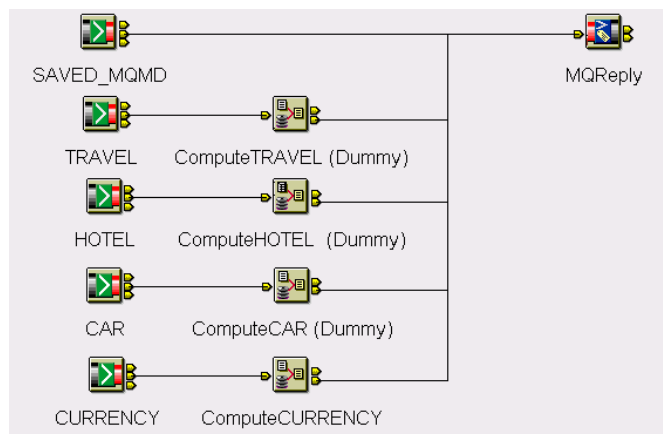 SAVED_MQMD MQReply
TRAVEL ComputeTRAVEL (Dummy)
HOTEL ComputeHOTEL (Dummy)
CAR ComputeCAR (Dummy)
CURRENCY ComputeCURRENCY